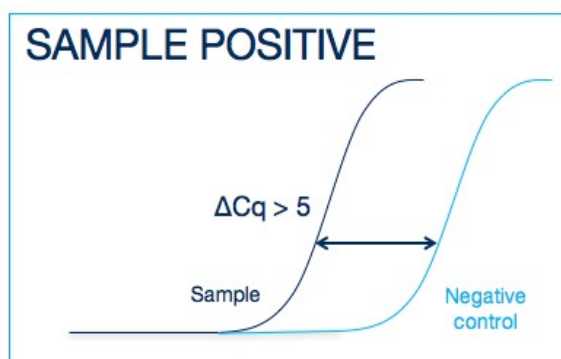 SAMPLE POSITIVE
ΔCq > 5
Sample
Negative
control